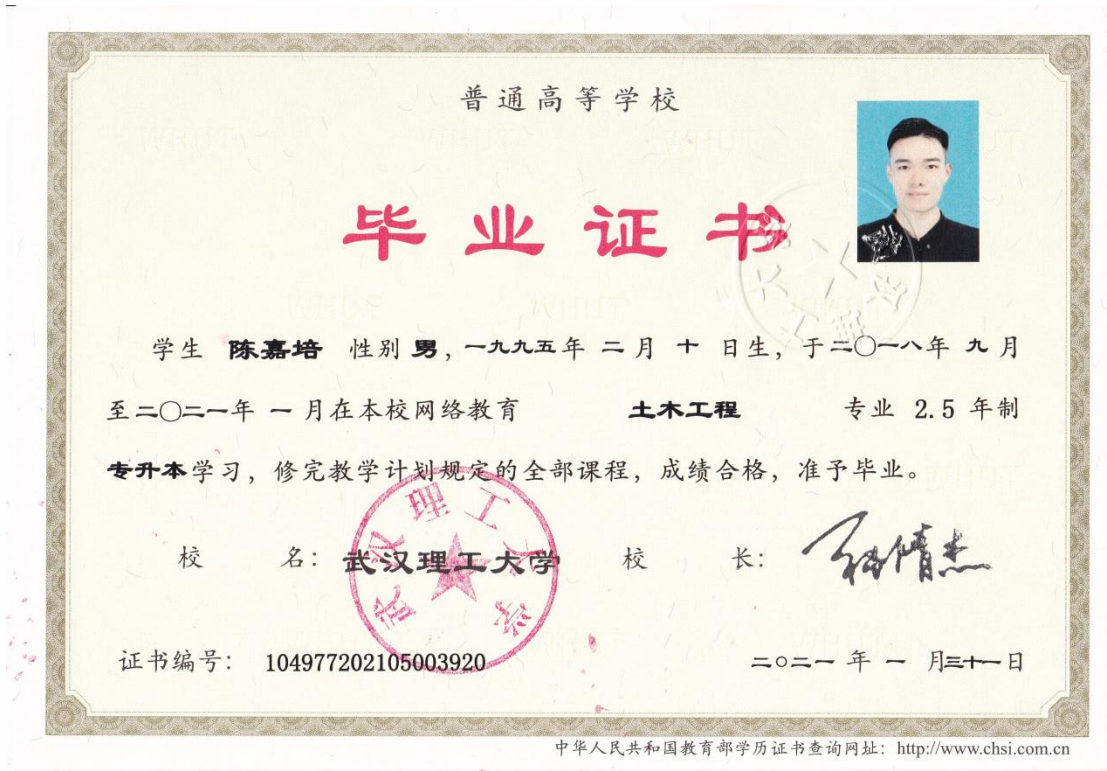 普通高等学校
毕业证书
学生 陈嘉培 性别 男，一九九五年 二 月 十 日生，于二〇一八年 九 月
至二〇二一年 一 月在本校网络教育 土木工程 专业 2.5 年制
专升本学习，修完教学计划规定的全部课程，成绩合格，准予毕业。
校 名：武汉理工大学 校 长：
武汉理工大学
证书编号： 104977202105003920 二〇二一 年 一 月三十一日
中华人民共和国教育部学历证书查询网址：http://www.chsi.com.cn